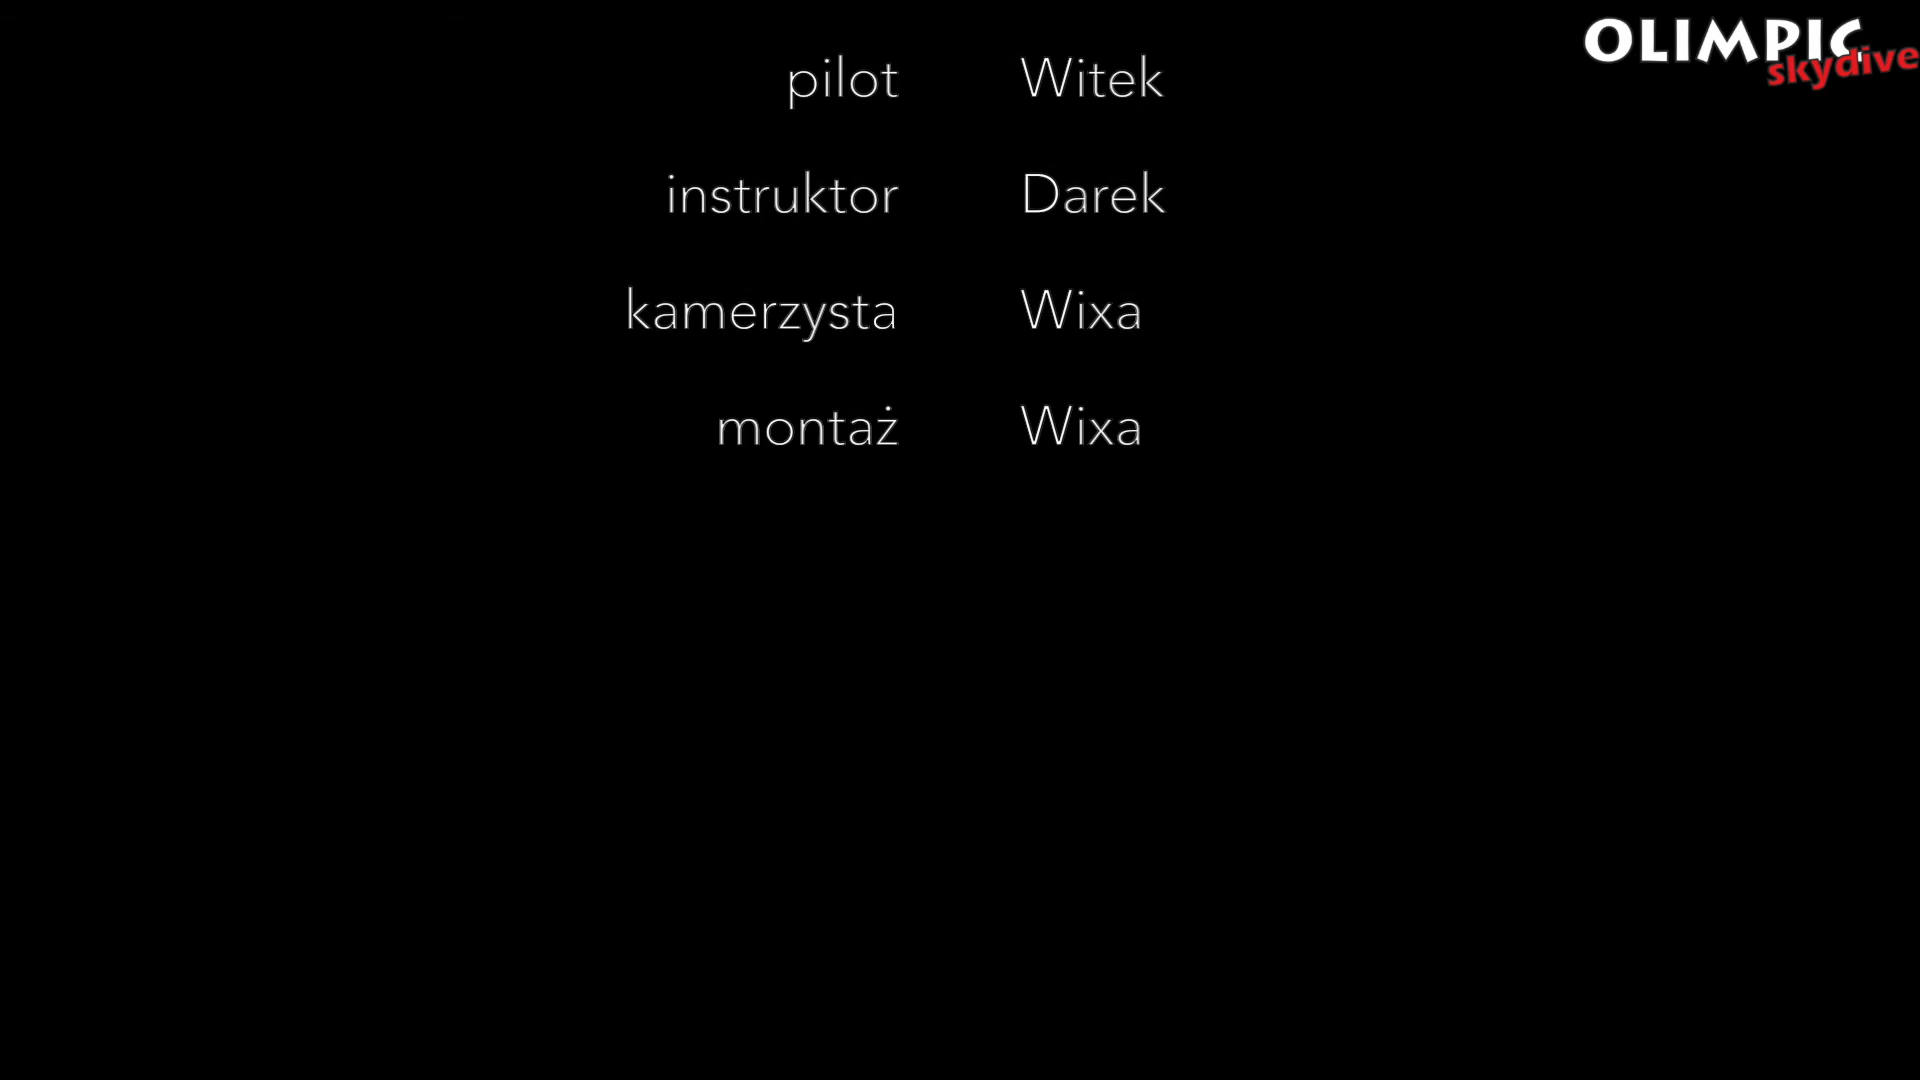 OLIMPIC
skydive
pilot Witek
instruktor Darek
kamerzysta Wixa
montaż Wixa